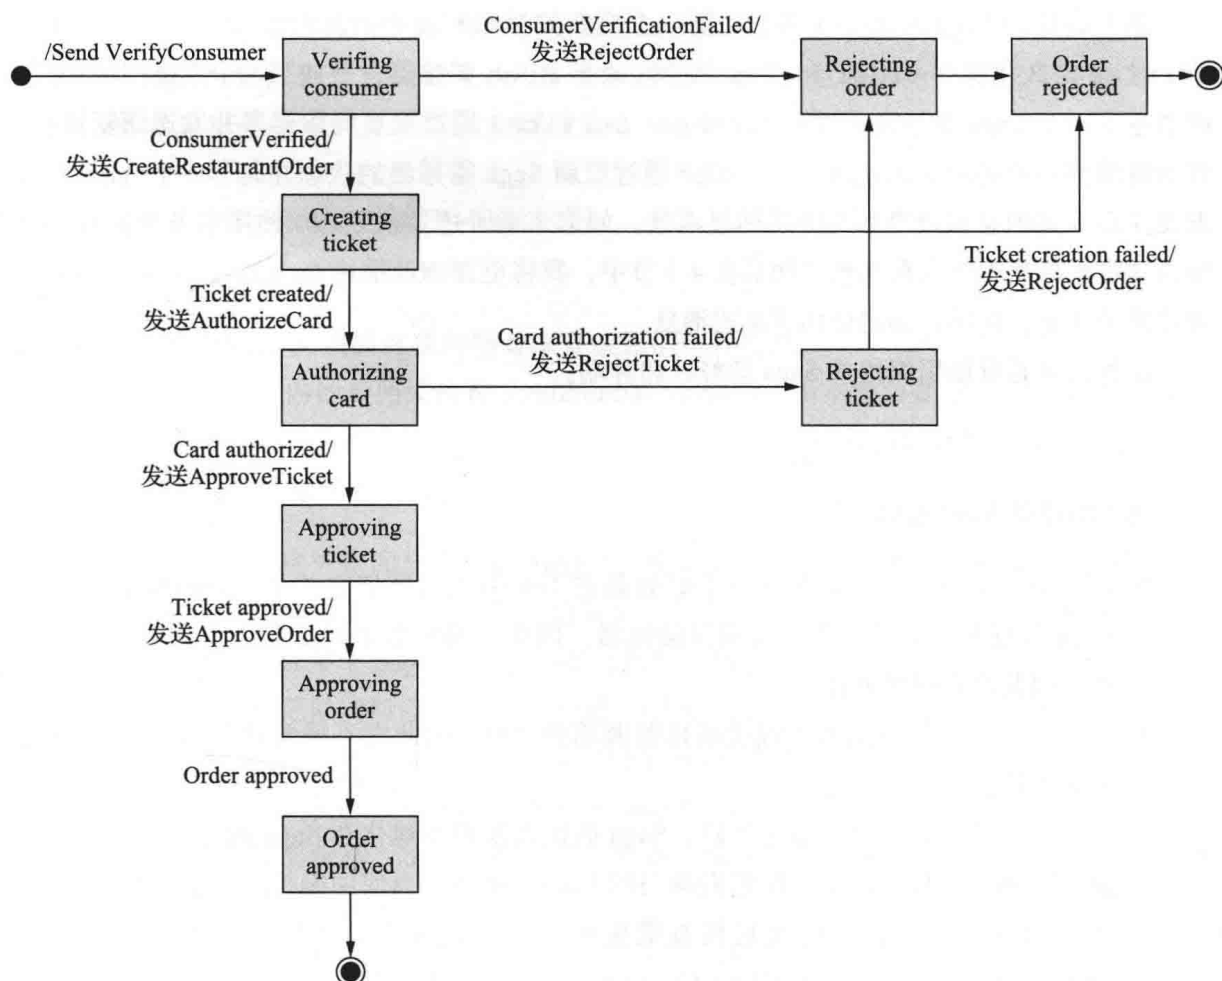 /Send VerifyConsumer
Verifing
consumer
ConsumerVerificationFailed/
发送RejectOrder
Rejecting
order
Order
rejected
ConsumerVerified/
发送CreateRestaurantOrder
Creating
ticket
Ticket creation failed/
发送RejectOrder
Ticket created/
发送AuthorizeCard
Authorizing
card
Card authorization failed/
发送RejectTicket
Rejecting
ticket
Card authorized/
发送ApproveTicket
Approving
ticket
Ticket approved/
发送ApproveOrder
Approving
order
Order approved
Order
approved